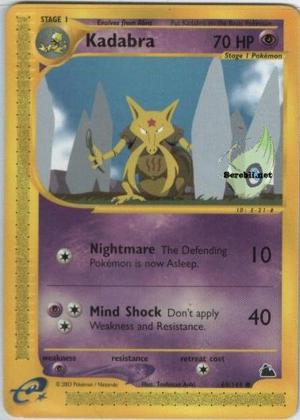 STAGE 1
Evolves from Abra
Put Kadabra on the Basic Pokémon
Kadabra 70 HP
Stage 1 Pokémon
Serebii.net
Nightmare The Defending 10
Pokémon is now Asleep.
Mind Shock Don't apply 40
Weakness and Resistance.
weakness resistance retreat cost
© 2003 Pokémon / Nintendo
Illus.